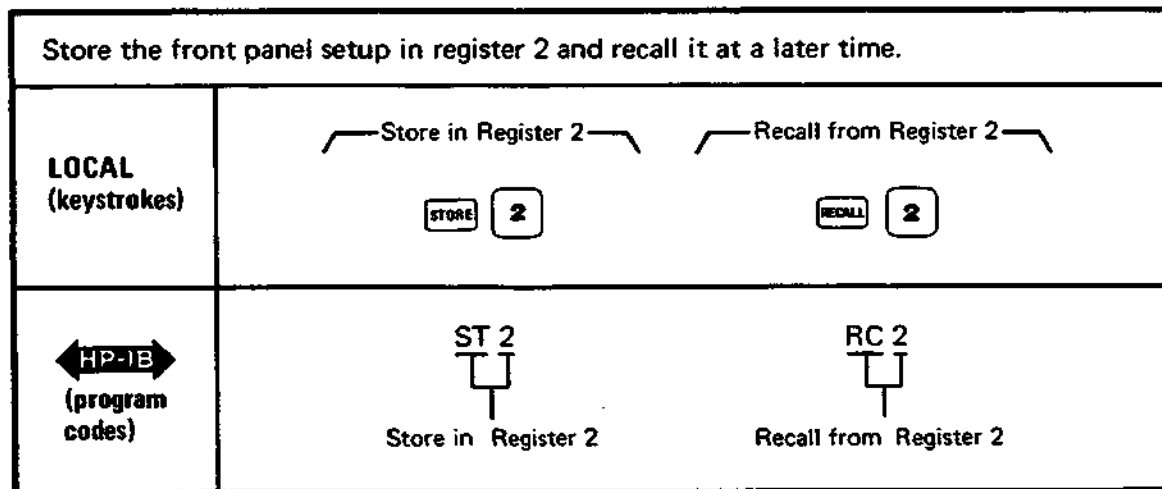 Store the front panel setup in register 2 and recall it at a later time.
LOCAL
(keystrokes)
Store in Register 2
Recall from Register 2
STORE 2
RECALL 2
HP-IB
(program
codes)
ST 2
RC 2
Store in Register 2
Recall from Register 2